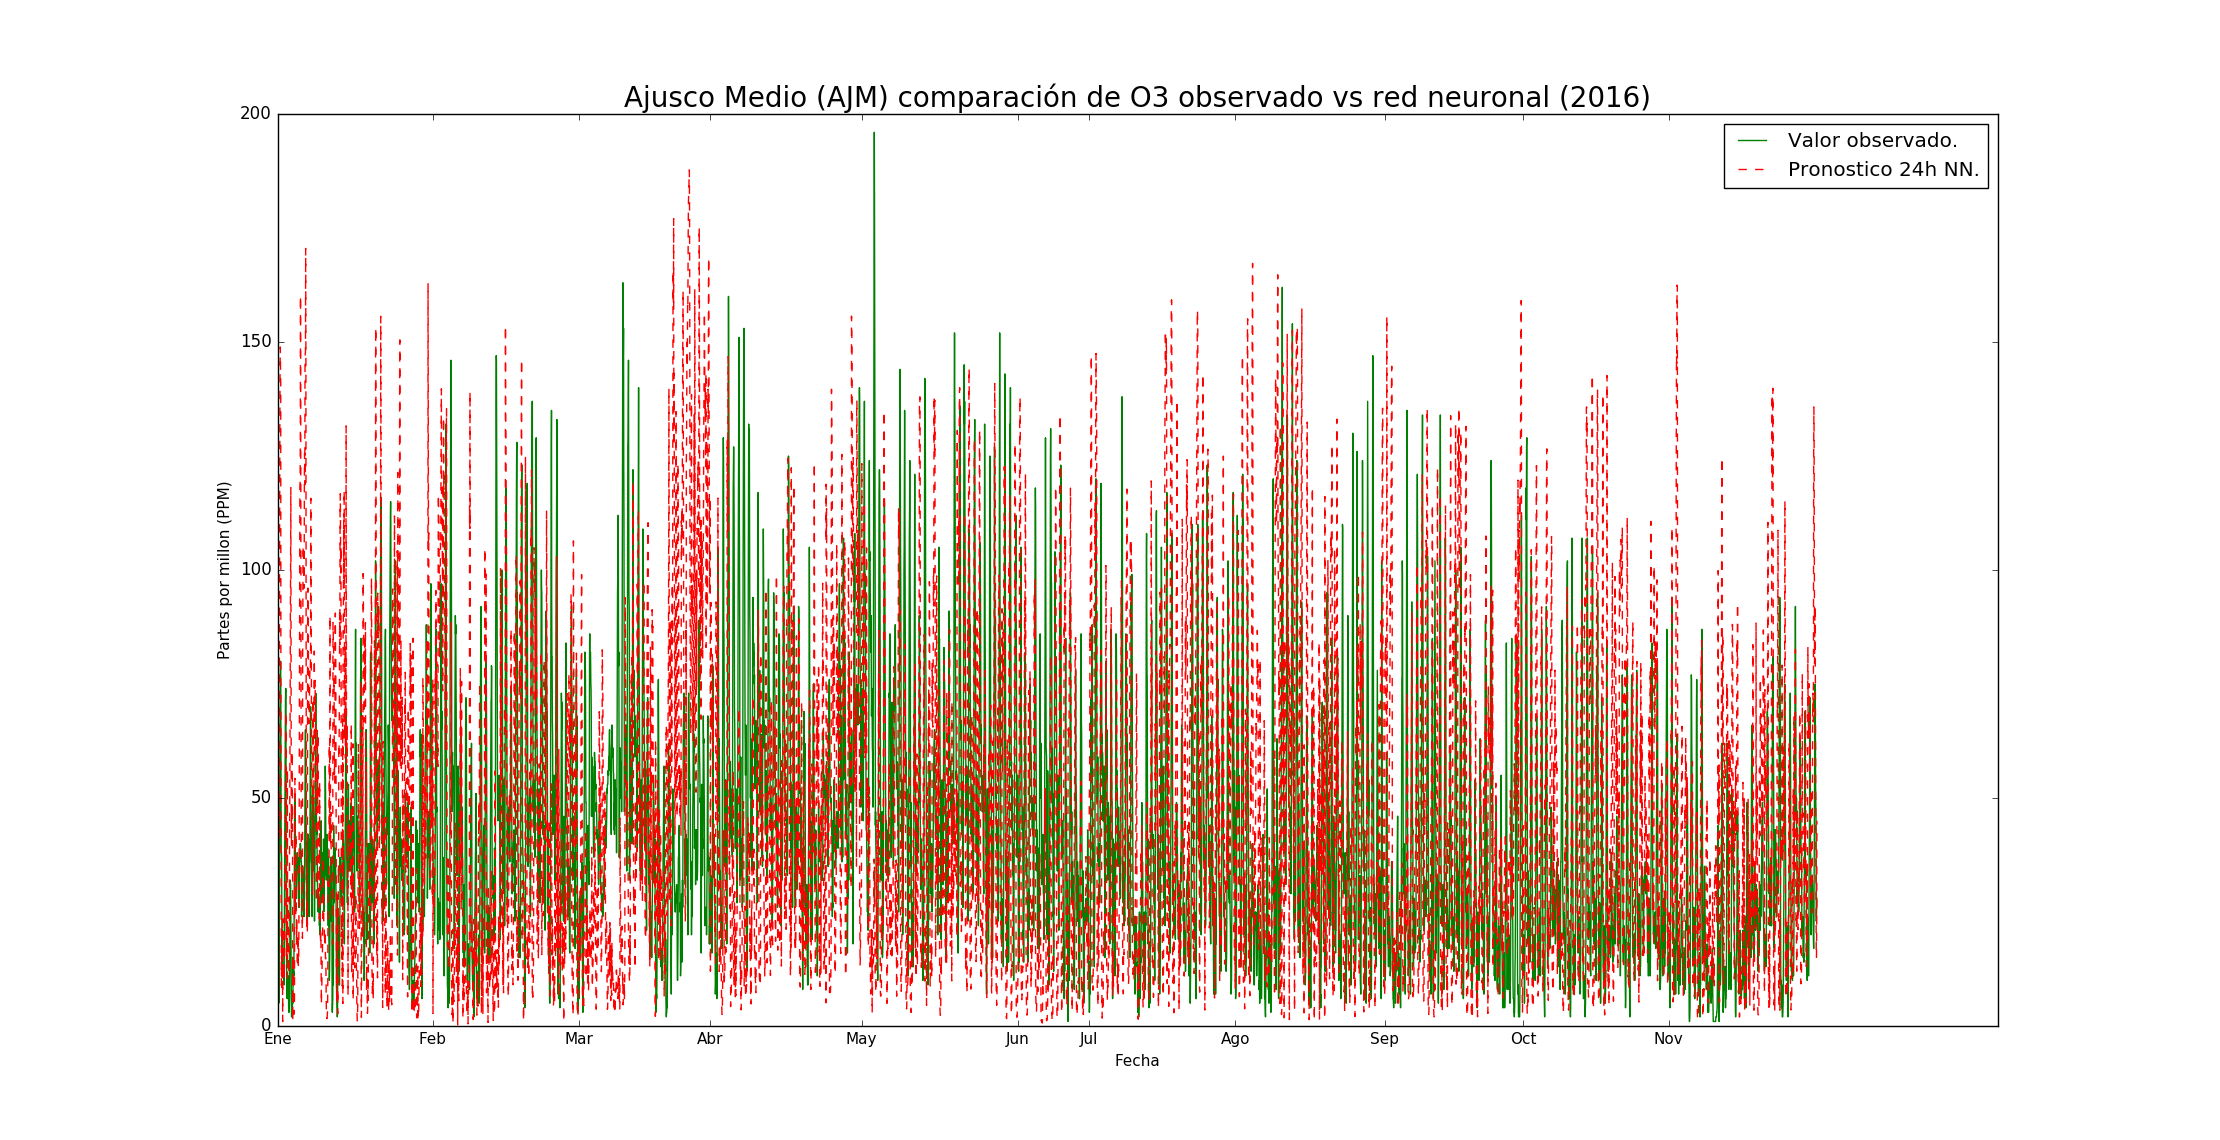 Ajusco Medio (AJM) comparación de O3 observado vs red neuronal (2016)
Valor observado.
Pronostico 24h NN.
200
150
100
50
0
Partes por millon (PPM)
Ene Feb Mar Abr May Jun Jul Ago Sep Oct Nov
Fecha